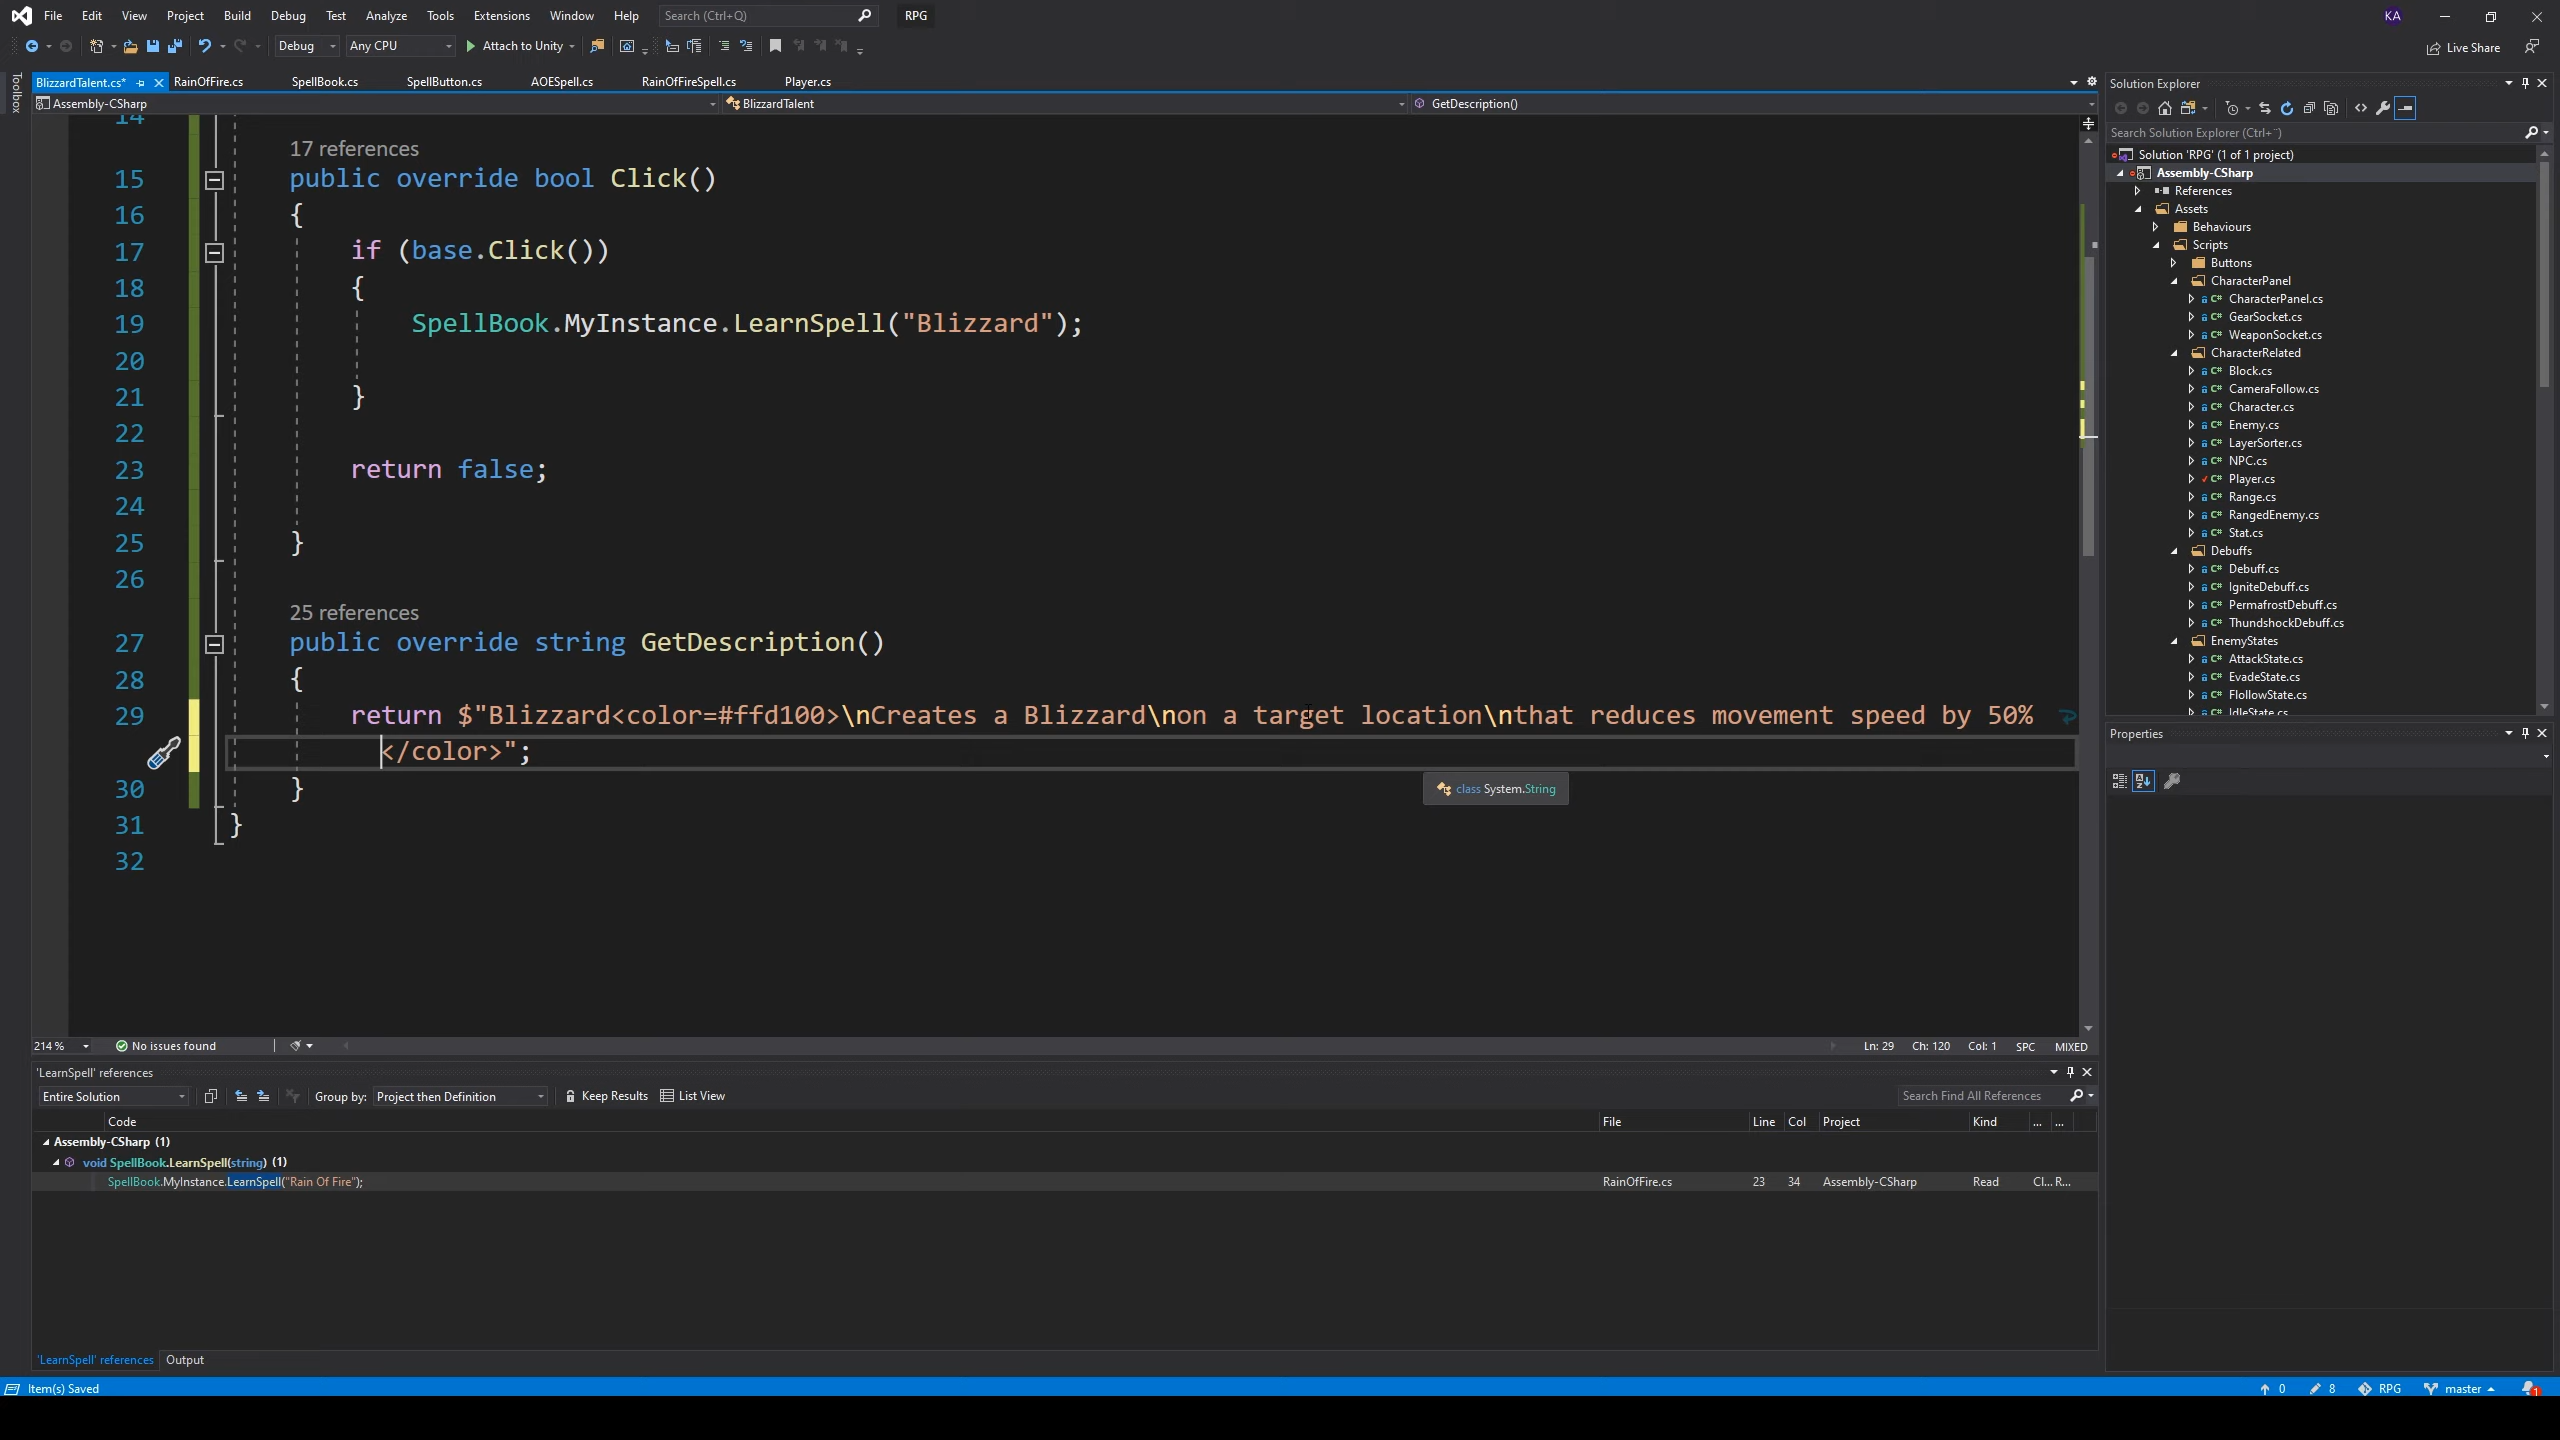 File Edit View Project Build Debug Test Analyze Tools Extensions Window Help Search (Ctrl+Q) RPG KA
Debug Any CPU Attach to Unity Live Share
Toolbox
BlizzardTalent.cs* RainOfFire.cs SpellBook.cs SpellButton.cs AOESpell.cs RainOfFireSpell.cs Player.cs
Assembly-CSharp BlizzardTalent GetDescription()
14
17 references
15 public override bool Click()
16 {
17 if (base.Click())
18 {
19 SpellBook.MyInstance.LearnSpell("Blizzard");
20
21 }
22
23 return false;
24
25 }
26
25 references
27 public override string GetDescription()
28 {
29 return $"Blizzard<color=#ffd100>\nCreates a Blizzard\non a target location\nthat reduces movement speed by 50%
</color>";
30 }
class System.String
31 }
32
214 % No issues found Ln: 29 Ch: 120 Col: 1 SPC MIXED
'LearnSpell' references
Entire Solution Group by: Project then Definition Keep Results List View Search Find All References
Code File Line Col Project Kind ... ...
Assembly-CSharp (1)
void SpellBook.LearnSpell(string) (1)
SpellBook.MyInstance.LearnSpell("Rain Of Fire"); RainOfFire.cs 23 34 Assembly-CSharp Read Cl... R...
'LearnSpell' references Output
Item(s) Saved 0 8 RPG master 1
Solution Explorer
Search Solution Explorer (Ctrl+¨)
Solution 'RPG' (1 of 1 project)
Assembly-CSharp
References
Assets
Behaviours
Scripts
Buttons
CharacterPanel
CharacterPanel.cs
GearSocket.cs
WeaponSocket.cs
CharacterRelated
Block.cs
CameraFollow.cs
Character.cs
Enemy.cs
LayerSorter.cs
NPC.cs
Player.cs
Range.cs
RangedEnemy.cs
Stat.cs
Debuffs
Debuff.cs
IgniteDebuff.cs
PermafrostDebuff.cs
ThundshockDebuff.cs
EnemyStates
AttackState.cs
EvadeState.cs
FlollowState.cs
IdleState.cs
Properties